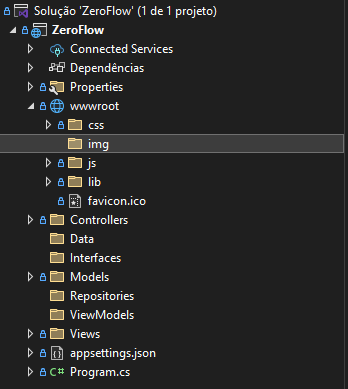 Solução 'ZeroFlow' (1 de 1 projeto)
ZeroFlow
Connected Services
Dependências
Properties
wwwroot
css
img
js
lib
favicon.ico
Controllers
Data
Interfaces
Models
Repositories
ViewModels
Views
appsettings.json
C# Program.cs